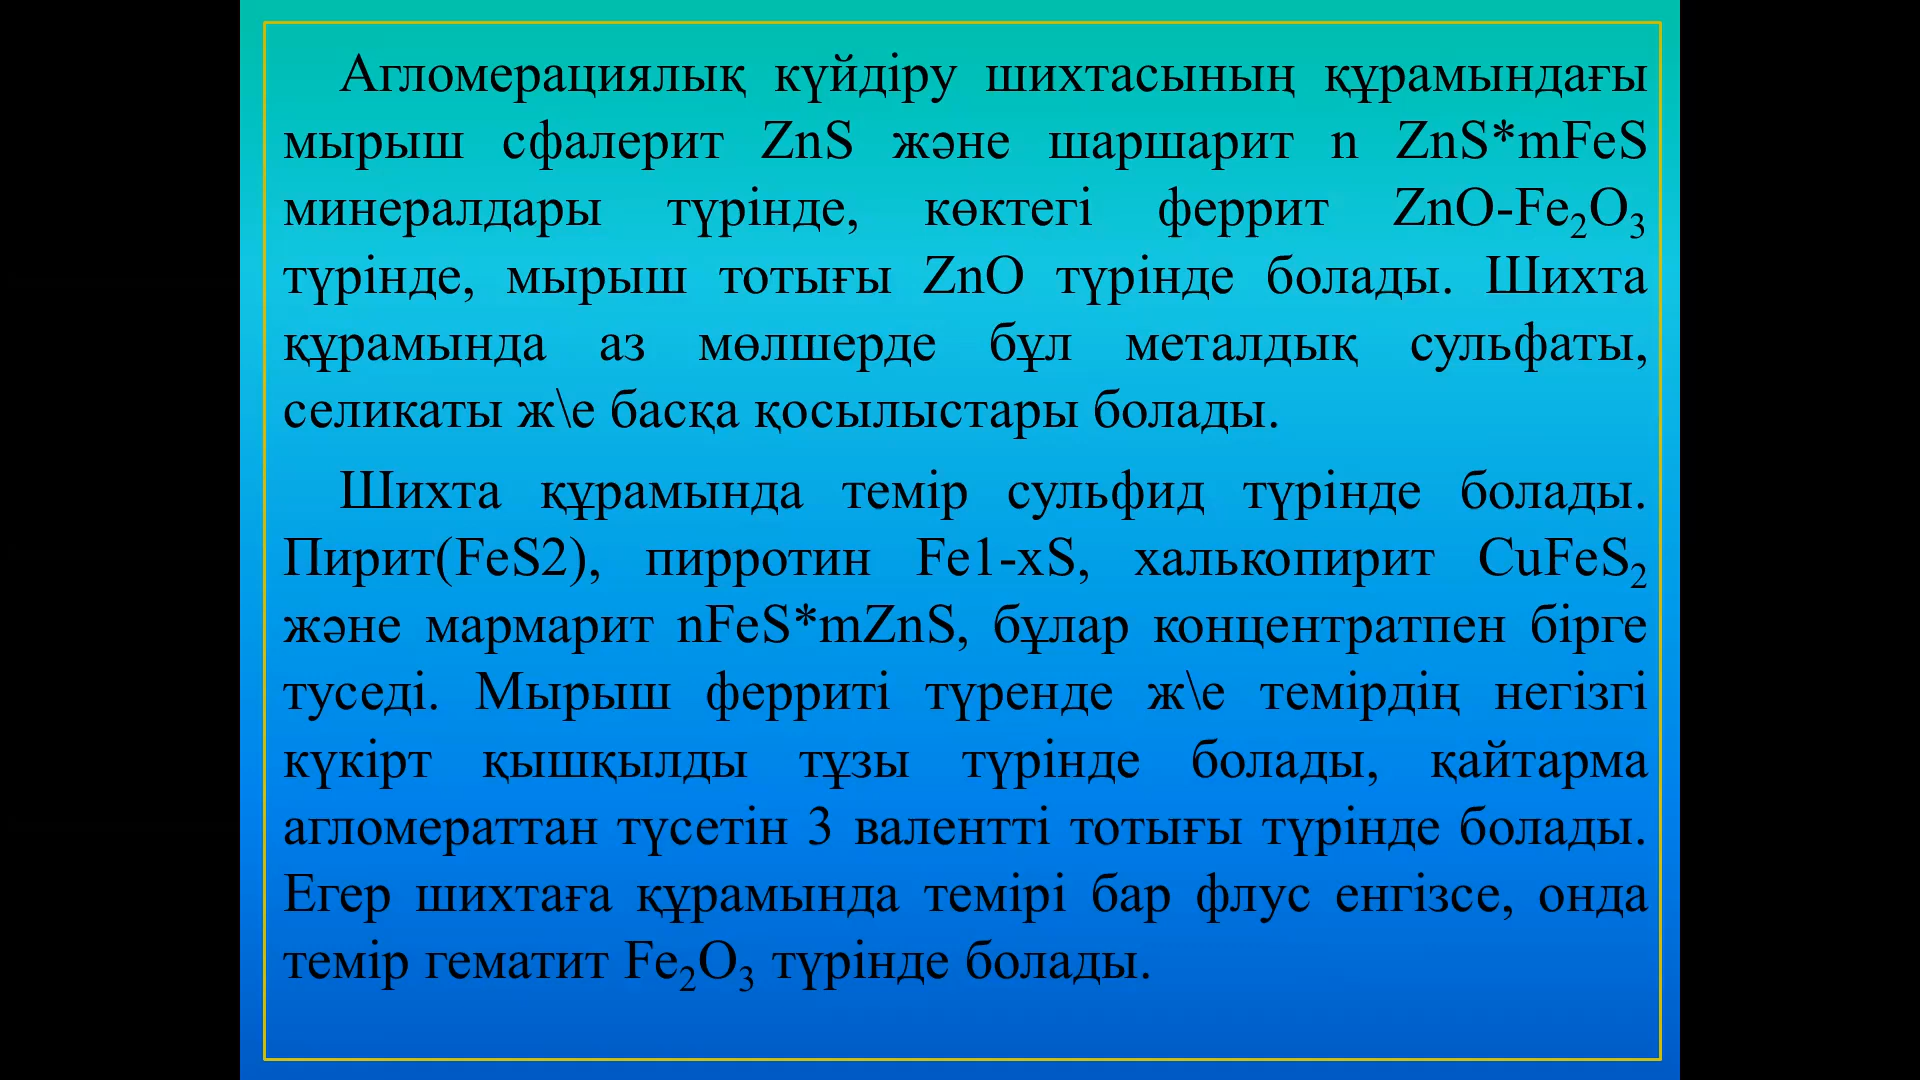 Агломерациялық күйдіру шихтасының құрамындағы
мырыш сфалерит ZnS және шаршарит n ZnS*mFeS
минералдары түрінде, көктегі феррит ZnO-Fe₂O₃
түрінде, мырыш тотығы ZnO түрінде болады. Шихта
құрамында аз мөлшерде бұл металдық сульфаты,
селикаты ж\е басқа қосылыстары болады.
Шихта құрамында темір сульфид түрінде болады.
Пирит(FeS2), пирротин Fe1-xS, халькопирит CuFeS₂
және мармарит nFeS*mZnS, бұлар концентратпен бірге
туседі. Мырыш ферриті түренде ж\е темірдің негізгі
күкірт қышқылды тұзы түрінде болады, қайтарма
агломераттан түсетін 3 валентті тотығы түрінде болады.
Егер шихтаға құрамында темірі бар флус енгізсе, онда
темір гематит Fe₂O₃ түрінде болады.